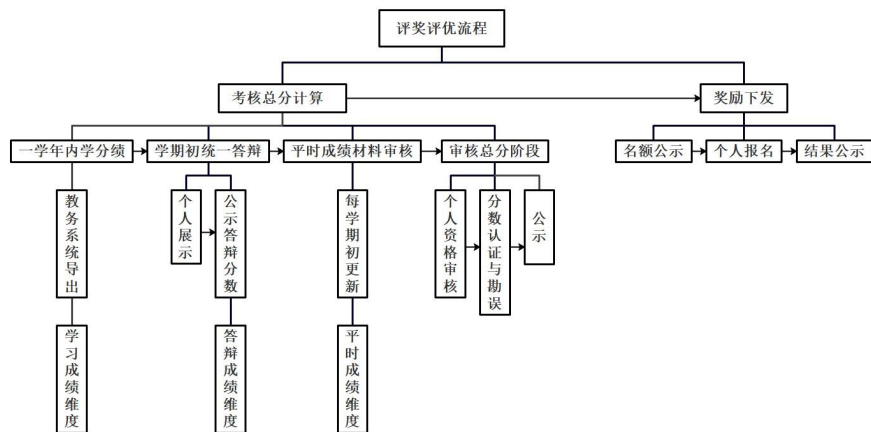 评奖评优流程
考核总分计算
奖励下发
一学年内学分绩
学期初统一答辩
平时成绩材料审核
审核总分阶段
名额公示
个人报名
结果公示
教务系统导出
个人展示
公示答辩分数
每学期初更新
个人资格审核
分数认证与勘误
公示
学习成绩维度
答辩成绩维度
平时成绩维度